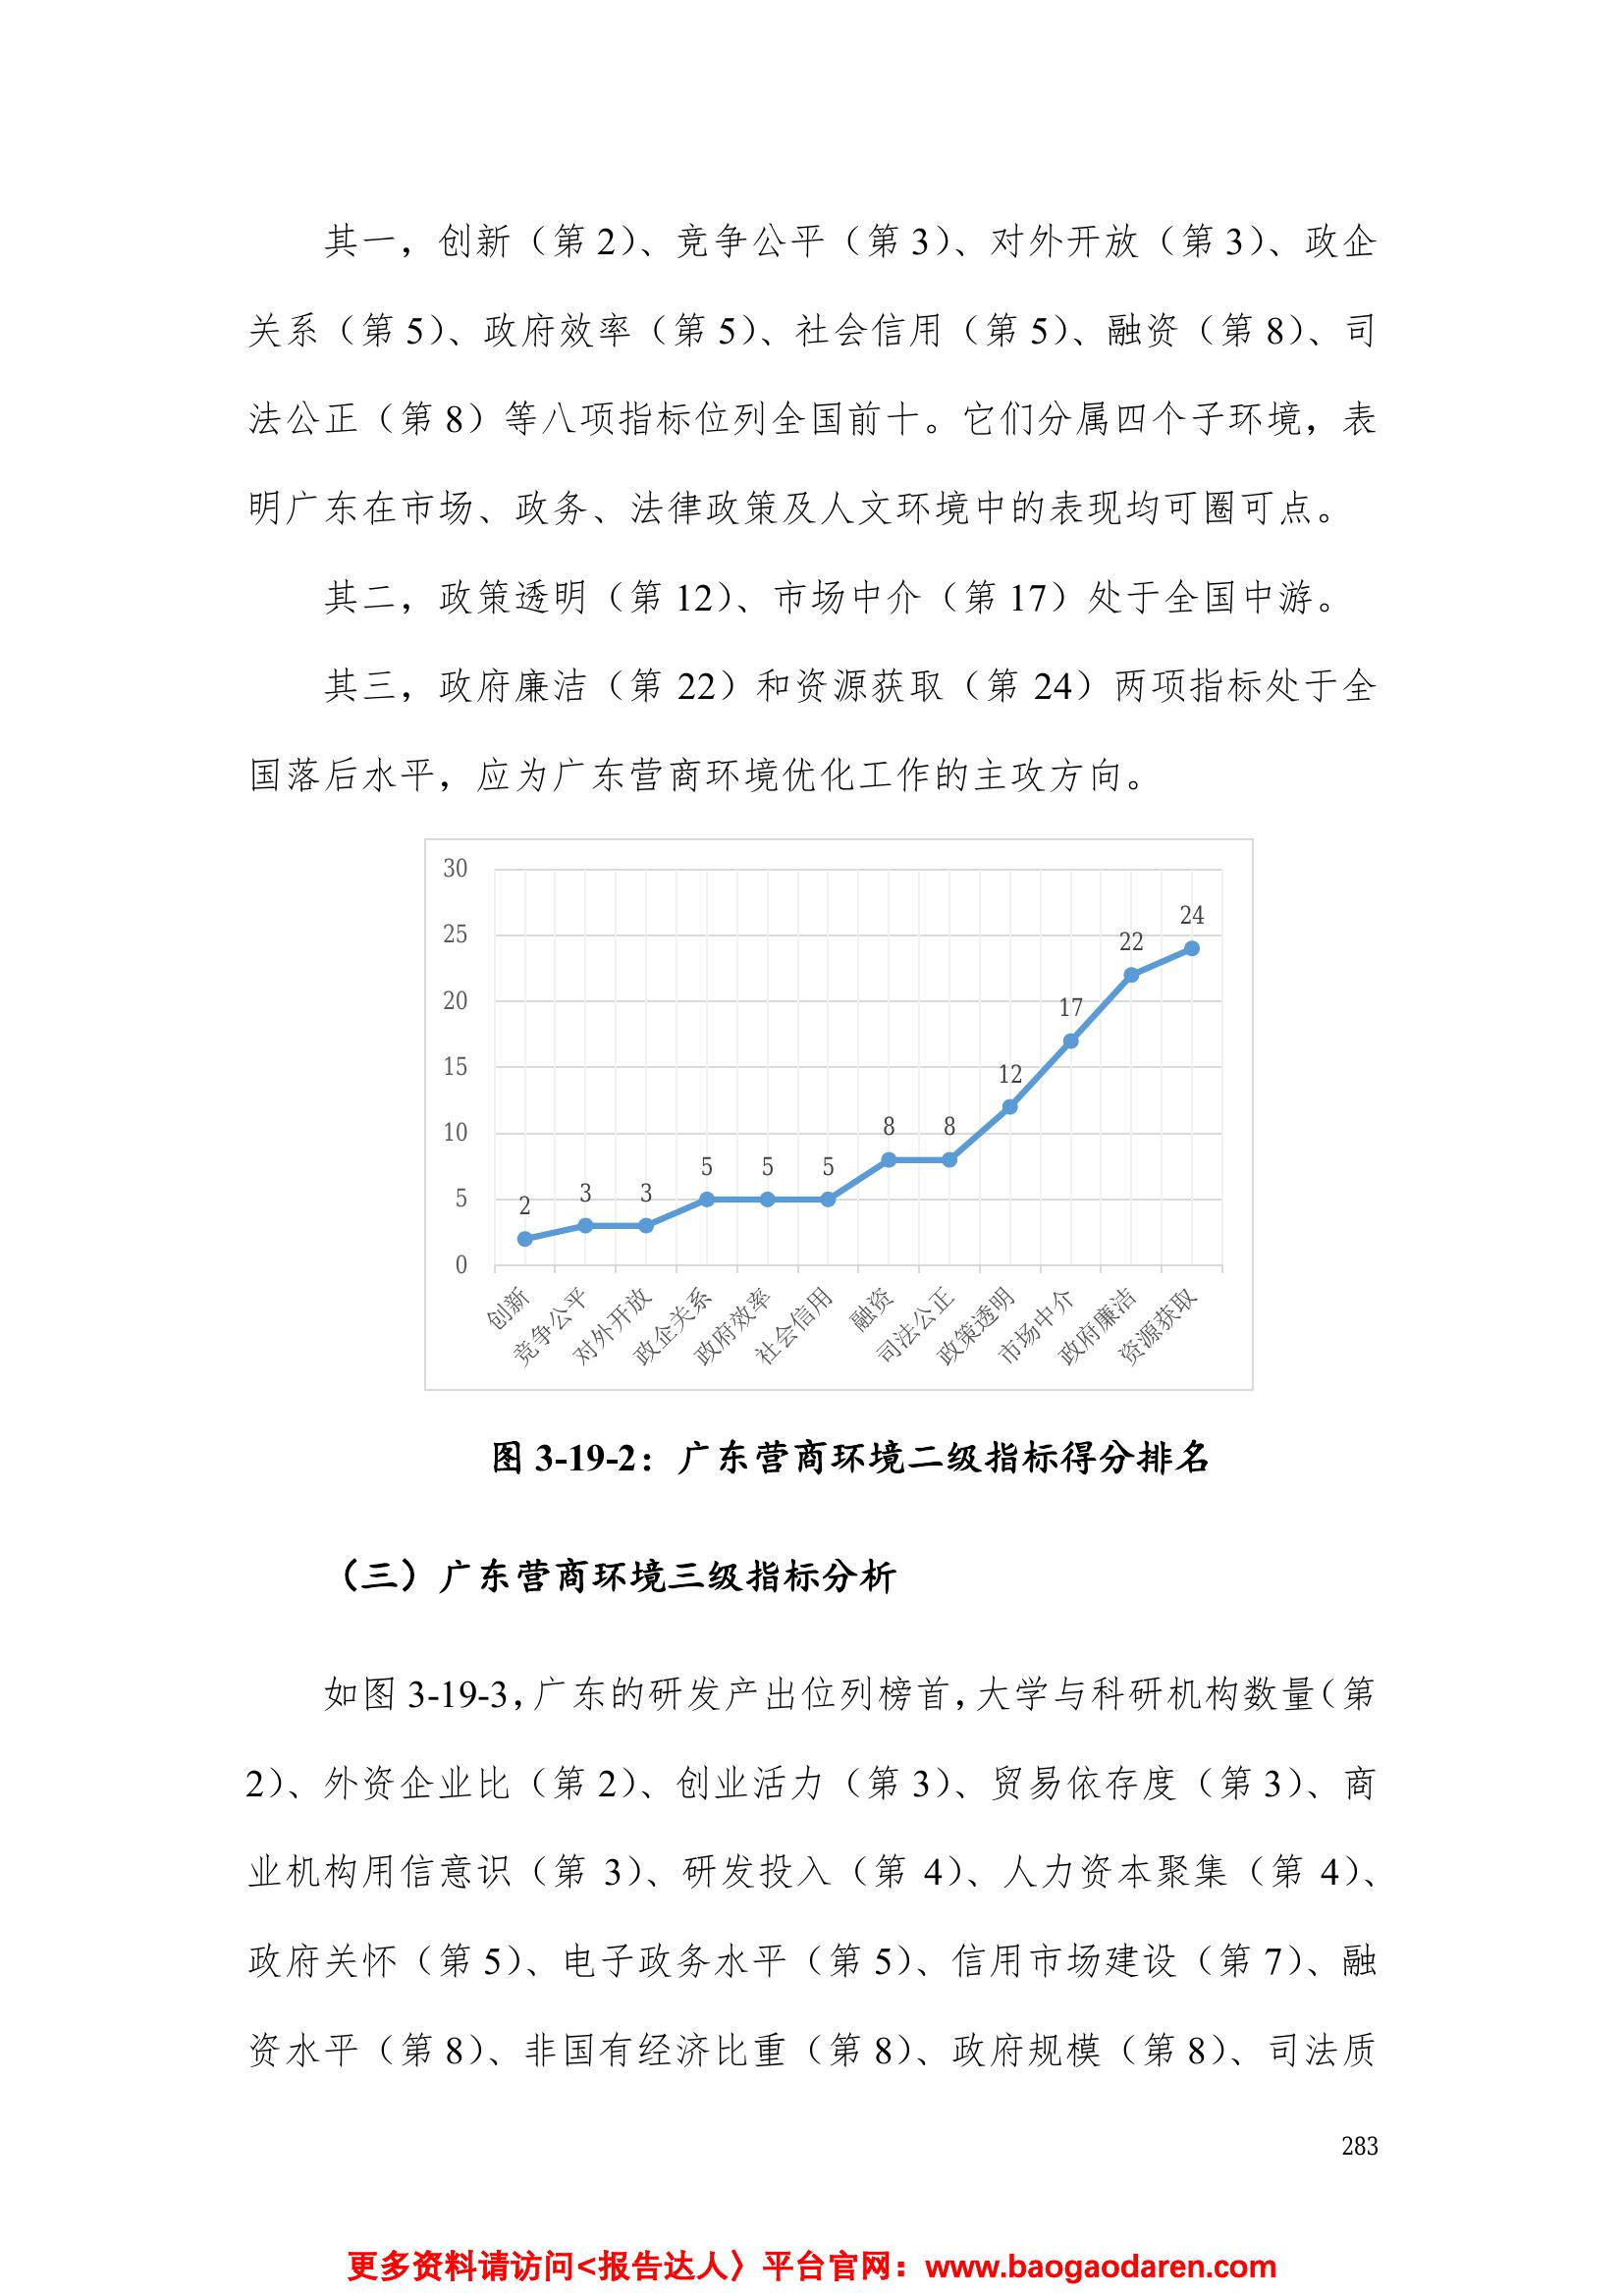 其一，创新（第 2）、竞争公平（第 3）、对外开放（第 3）、政企
关系（第 5）、政府效率（第 5）、社会信用（第 5）、融资（第 8）、司
法公正（第 8）等八项指标位列全国前十。它们分属四个子环境，表
明广东在市场、政务、法律政策及人文环境中的表现均可圈可点。
其二，政策透明（第 12）、市场中介（第 17）处于全国中游。
其三，政府廉洁（第 22）和资源获取（第 24）两项指标处于全
国落后水平，应为广东营商环境优化工作的主攻方向。
30
25
20
15
10
5
0
2
3
3
5
5
5
8
8
12
17
22
24
创新
竞争公平
对外开放
政企关系
政府效率
社会信用
融资
司法公正
政策透明
市场中介
政府廉洁
资源获取
图 3-19-2：广东营商环境二级指标得分排名
（三）广东营商环境三级指标分析
如图 3-19-3，广东的研发产出位列榜首，大学与科研机构数量（第
2）、外资企业比（第 2）、创业活力（第 3）、贸易依存度（第 3）、商
业机构用信意识（第 3）、研发投入（第 4）、人力资本聚集（第 4）、
政府关怀（第 5）、电子政务水平（第 5）、信用市场建设（第 7）、融
资水平（第 8）、非国有经济比重（第 8）、政府规模（第 8）、司法质
283
更多资料请访问<报告达人〉平台官网：www.baogaodaren.com